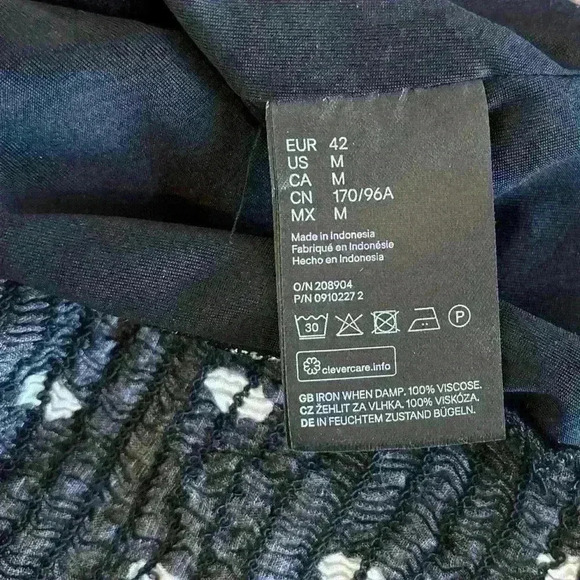 EUR 42
US M
CA M
CN 170/96A
MX M
Made in Indonesia
Fabriqué en Indonésie
Hecho en Indonesia
O/N 208904
P/N 0910227 2
30 P
clevercare.info
GB IRON WHEN DAMP. 100% VISCOSE.
CZ ŽEHLIT ZA VLHKA. 100% VISKÓZA.
DE IN FEUCHTEM ZUSTAND BÜGELN.